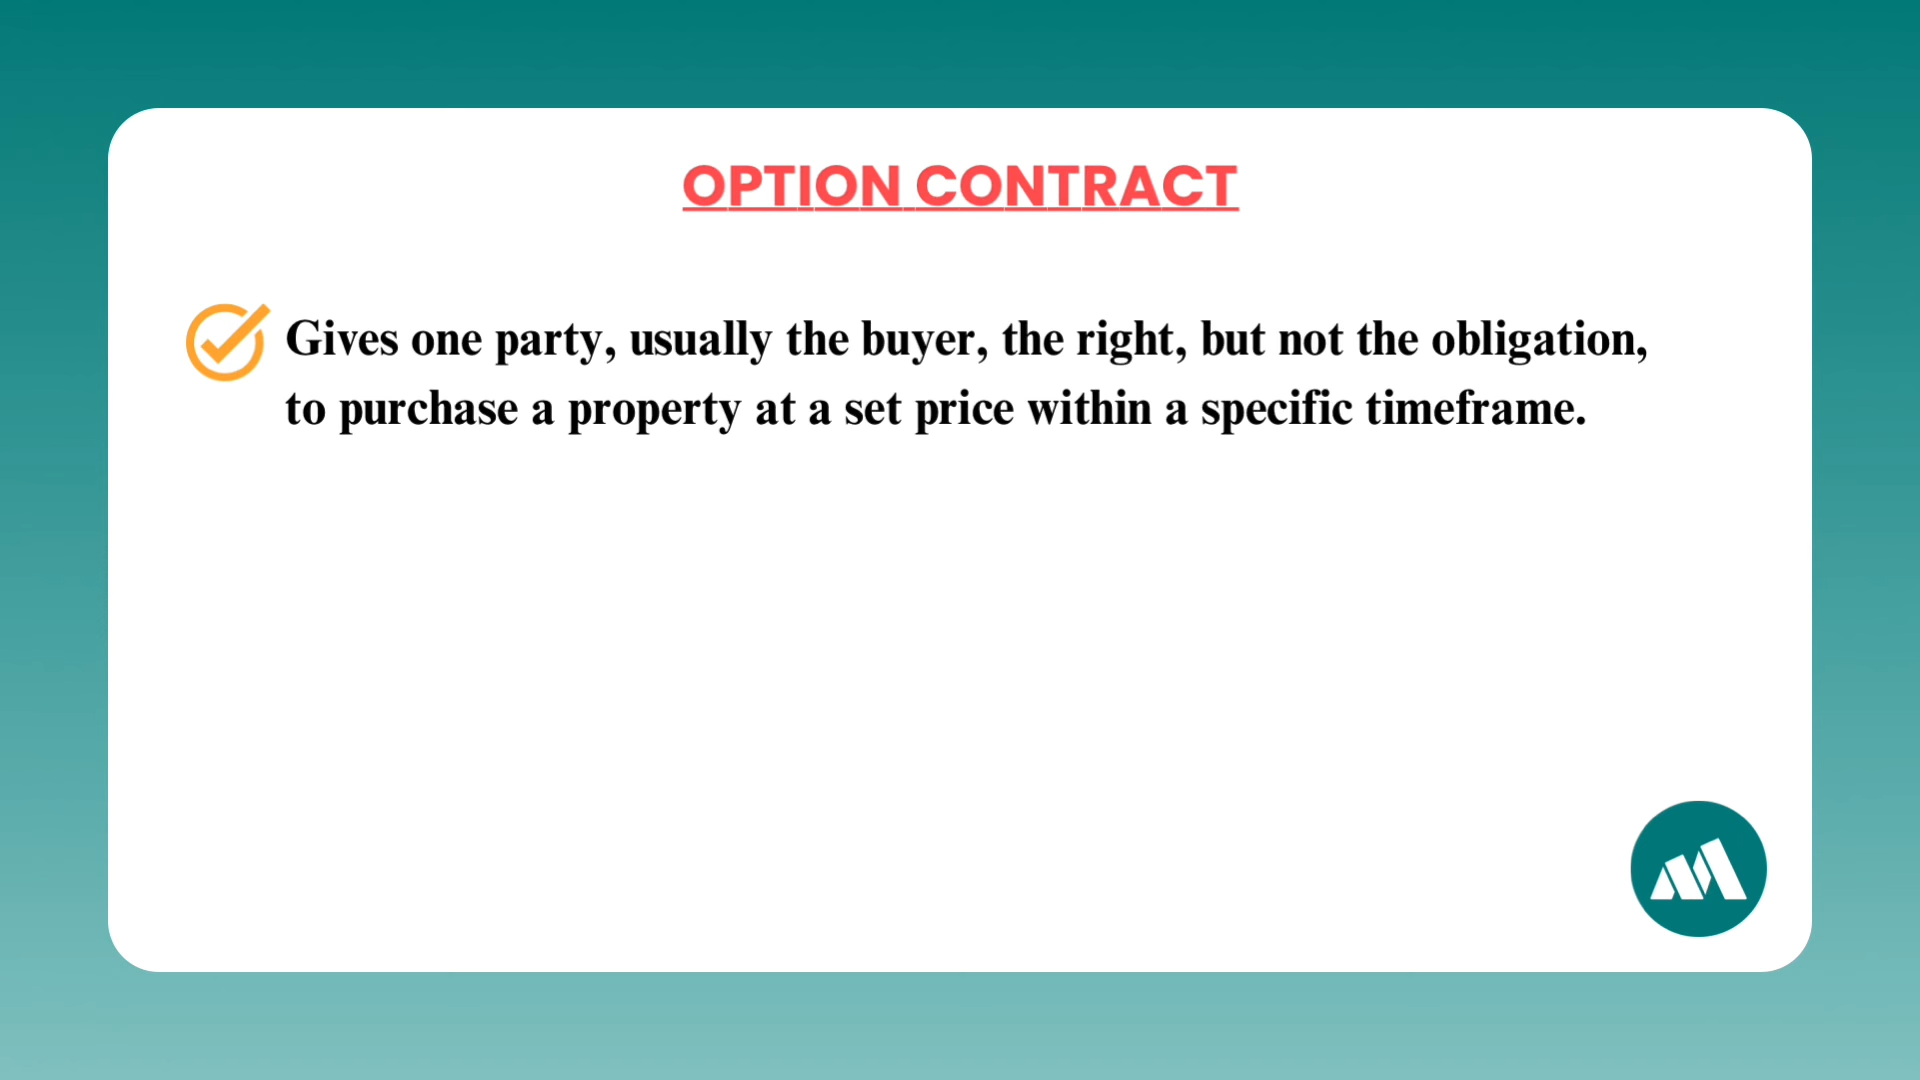 OPTION CONTRACT
Gives one party, usually the buyer, the right, but not the obligation,
to purchase a property at a set price within a specific timeframe.